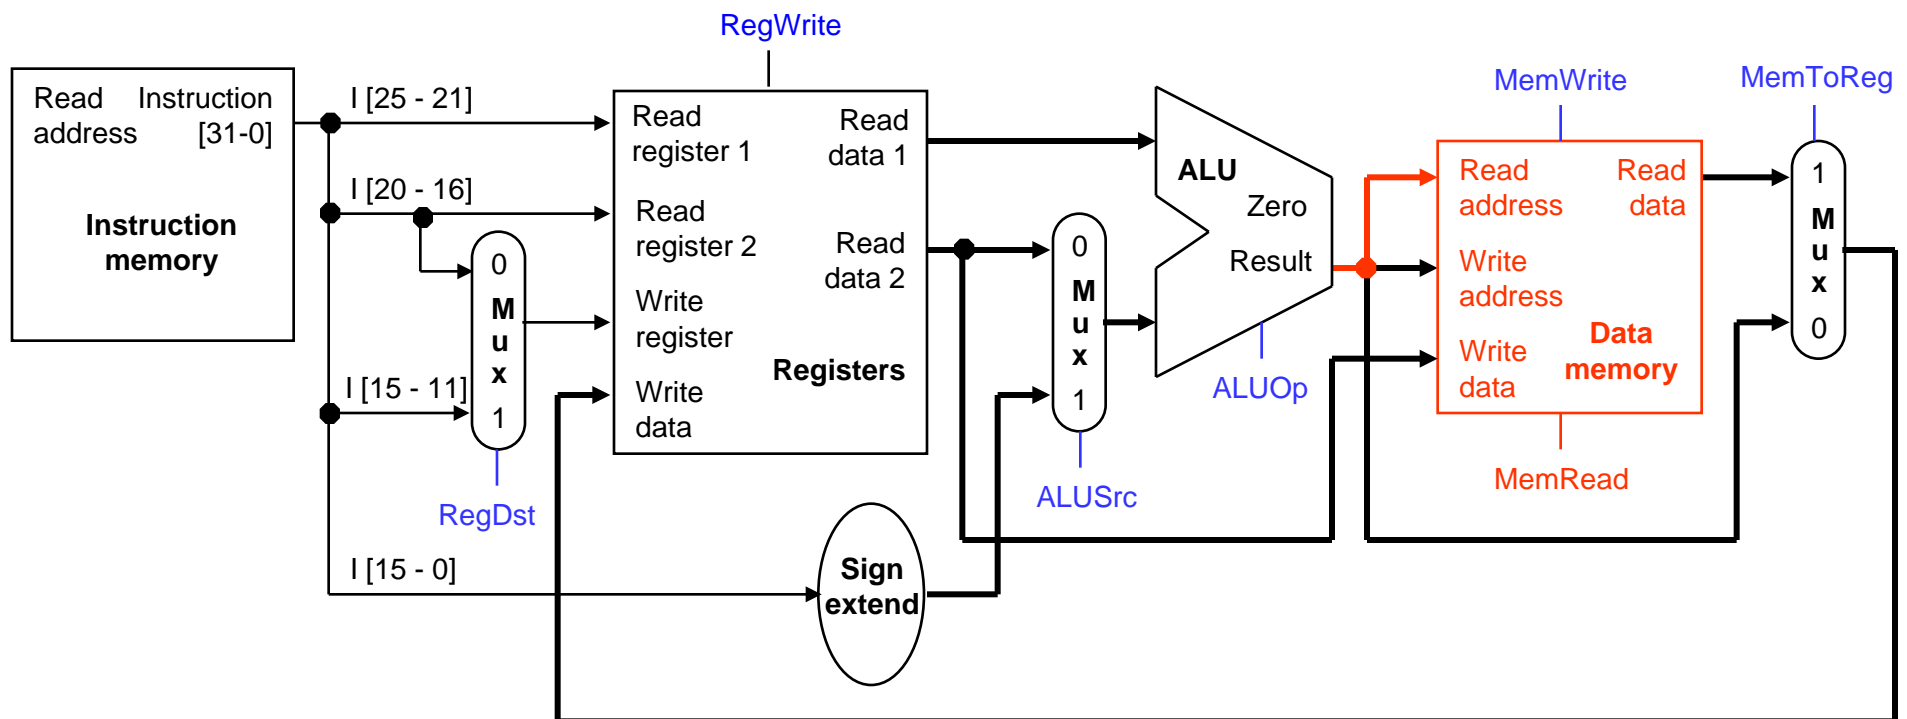 RegWrite
MemWrite
MemToReg
Read Instruction
address [31-0]
Instruction
memory
I [25 - 21]
I [20 - 16]
I [15 - 11]
I [15 - 0]
0
M
u
x
1
RegDst
Read
register 1
Read
data 1
Read
register 2
Read
data 2
Write
register
Registers
Write
data
Sign
extend
0
M
u
x
1
ALUSrc
ALU
Zero
Result
ALUOp
Read
address
Read
data
Write
address
Write
data
Data
memory
MemRead
1
M
u
x
0